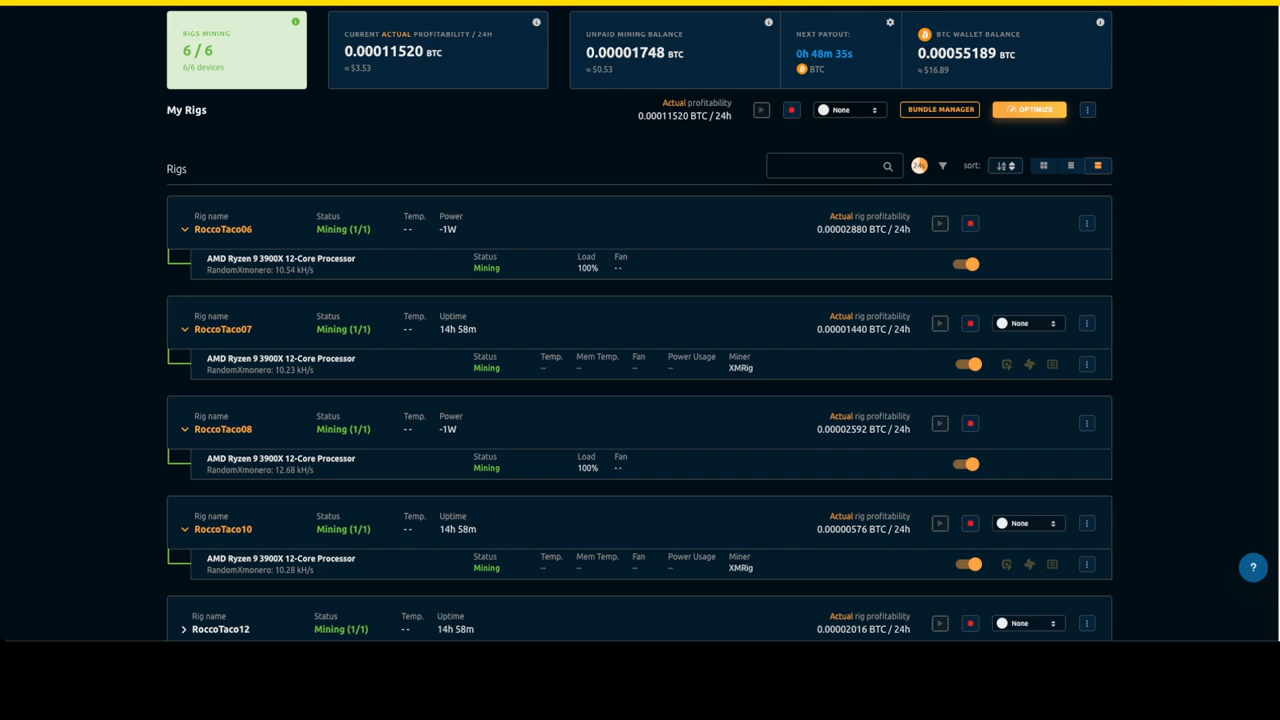 RIGS MINING
6 / 6
6/6 devices
CURRENT ACTUAL PROFITABILITY / 24H
0.00011520 BTC
≈ $3.53
UNPAID MINING BALANCE
0.00001748 BTC
≈ $0.53
NEXT PAYOUT:
0h 48m 35s
BTC
BTC WALLET BALANCE
0.00055189 BTC
≈ $16.89
My Rigs
Actual profitability
0.00011520 BTC / 24h
None
BUNDLE MANAGER
OPTIMIZE
Rigs
24h
sort:
Rig name Status Temp. Power Actual rig profitability
RoccoTaco06 Mining (1/1) -- -1W 0.00002880 BTC / 24h
AMD Ryzen 9 3900X 12-Core Processor Status Load Fan
RandomXmonero: 10.54 kH/s Mining 100% --
Rig name Status Temp. Uptime Actual rig profitability
RoccoTaco07 Mining (1/1) -- 14h 58m 0.00001440 BTC / 24h None
AMD Ryzen 9 3900X 12-Core Processor Status Temp. Mem Temp. Fan Power Usage Miner
RandomXmonero: 10.23 kH/s Mining -- -- -- -- XMRig
Rig name Status Temp. Power Actual rig profitability
RoccoTaco08 Mining (1/1) -- -1W 0.00002592 BTC / 24h
AMD Ryzen 9 3900X 12-Core Processor Status Load Fan
RandomXmonero: 12.68 kH/s Mining 100% --
Rig name Status Temp. Uptime Actual rig profitability
RoccoTaco10 Mining (1/1) -- 14h 58m 0.00000576 BTC / 24h None
AMD Ryzen 9 3900X 12-Core Processor Status Temp. Mem Temp. Fan Power Usage Miner
RandomXmonero: 10.28 kH/s Mining -- -- -- -- XMRig
Rig name Status Temp. Uptime Actual rig profitability
RoccoTaco12 Mining (1/1) -- 14h 58m 0.00002016 BTC / 24h None
?